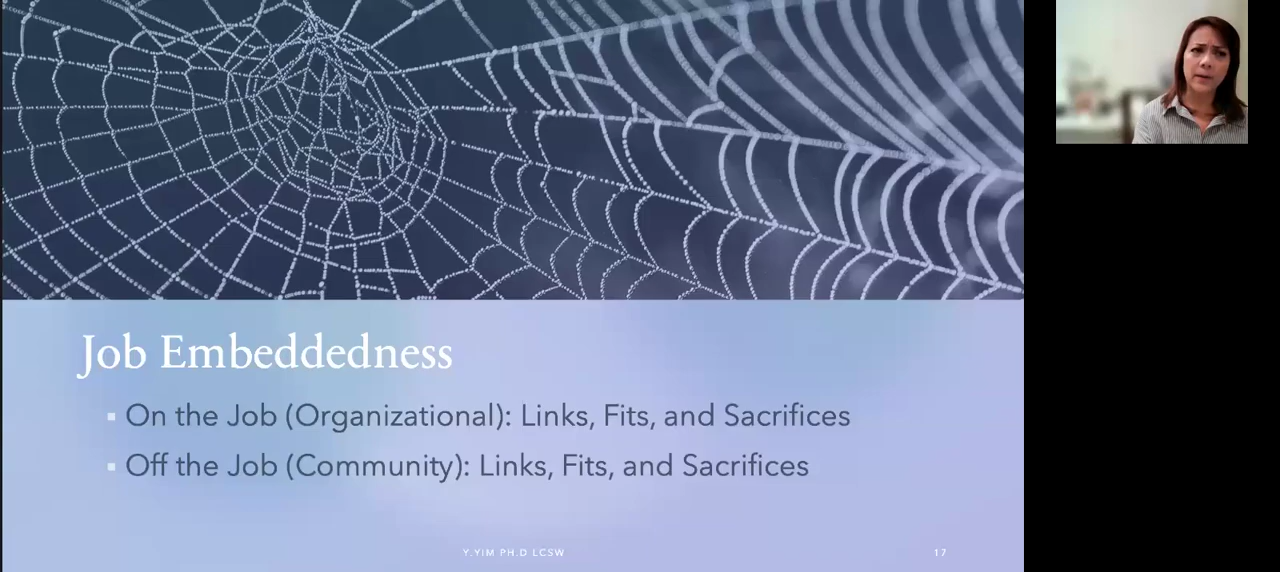 Job Embeddedness
▪ On the Job (Organizational): Links, Fits, and Sacrifices
▪ Off the Job (Community): Links, Fits, and Sacrifices
Y.YIM PH.D LCSW
17